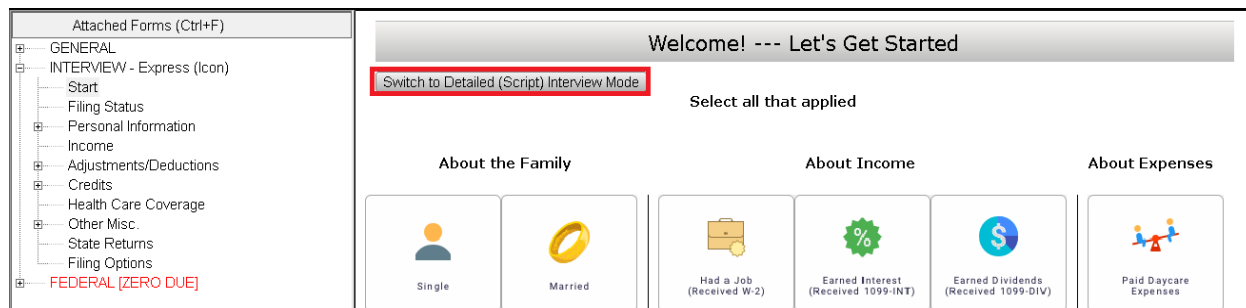 Attached Forms (Ctrl+F)
GENERAL
INTERVIEW - Express (Icon)
Start
Filing Status
Personal Information
Income
Adjustments/Deductions
Credits
Health Care Coverage
Other Misc.
State Returns
Filing Options
FEDERAL [ZERO DUE]
Welcome! --- Let's Get Started
Switch to Detailed (Script) Interview Mode
Select all that applied
About the Family
About Income
About Expenses
Single
Married
Had a Job
(Received W-2)
Earned Interest
(Received 1099-INT)
Earned Dividends
(Received 1099-DIV)
Paid Daycare
Expenses